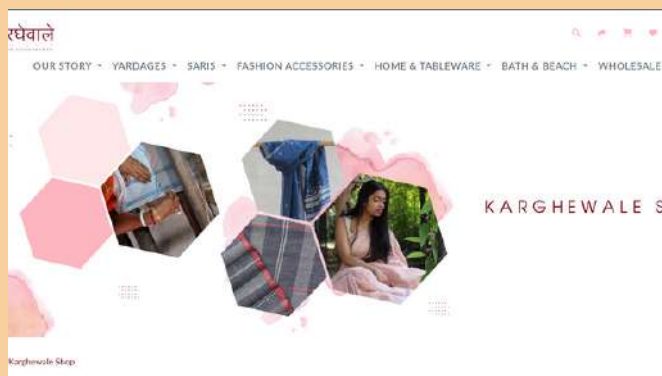 रघेवाले
OUR STORY YARDAGES SARIS FASHION ACCESSORIES HOME & TABLEWARE BATH & BEACH WHOLESALE
KARGHEWALE S
Karghewale Shop